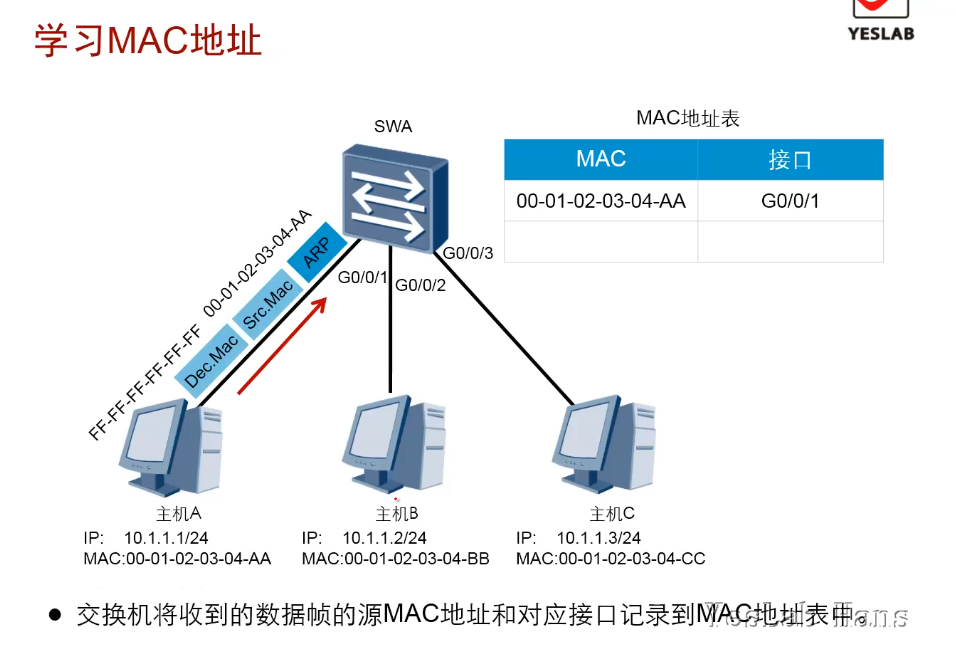 学习MAC地址
YESLAB
SWA
MAC地址表
MAC 接口
00-01-02-03-04-AA G0/0/1
FF-FF-FF-FF-FF-FF 00-01-02-03-04-AA
Dec.Mac Src.Mac ARP
G0/0/1 G0/0/2 G0/0/3
主机A 主机B 主机C
IP: 10.1.1.1/24 IP: 10.1.1.2/24 IP: 10.1.1.3/24
MAC:00-01-02-03-04-AA MAC:00-01-02-03-04-BB MAC:00-01-02-03-04-CC
● 交换机将收到的数据帧的源MAC地址和对应接口记录到MAC地址表中。
YesLab Hans